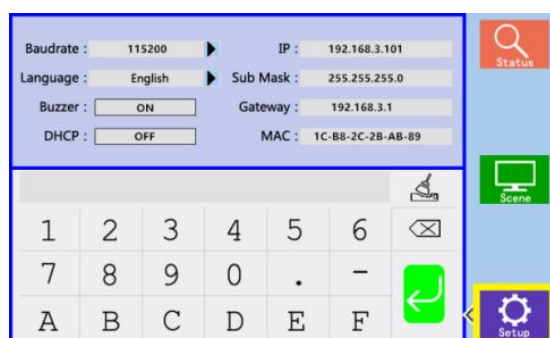 Baudrate : 115200 IP : 192.168.3.101
Language : English Sub Mask : 255.255.255.0
Buzzer : ON Gateway : 192.168.3.1
DHCP : OFF MAC : 1C-B8-2C-2B-AB-89
1 2 3 4 5 6
7 8 9 0 . -
A B C D E F
Status
Scene
Setup